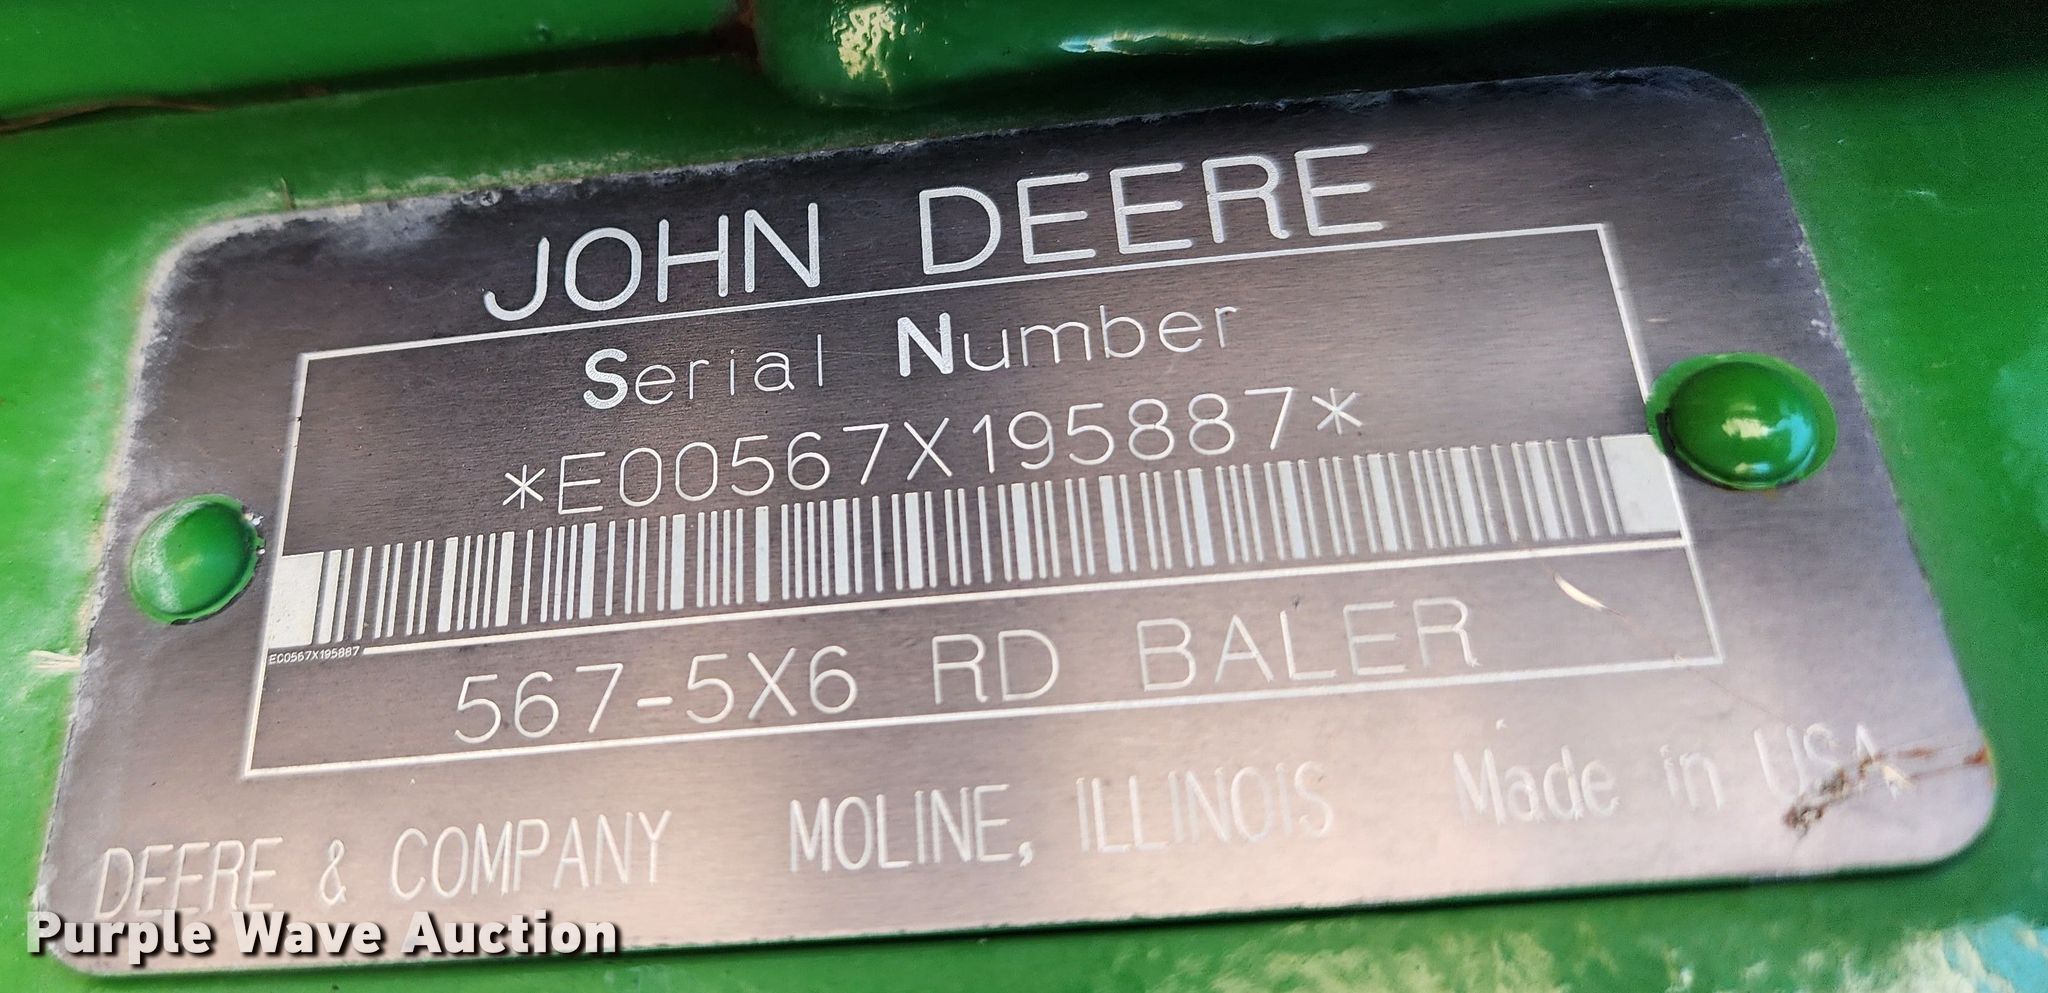 JOHN DEERE
Serial Number
*E00567X195887*
E00567X195887
567-5X6 RD BALER
DEERE & COMPANY MOLINE, ILLINOIS Made in USA
Purple Wave Auction